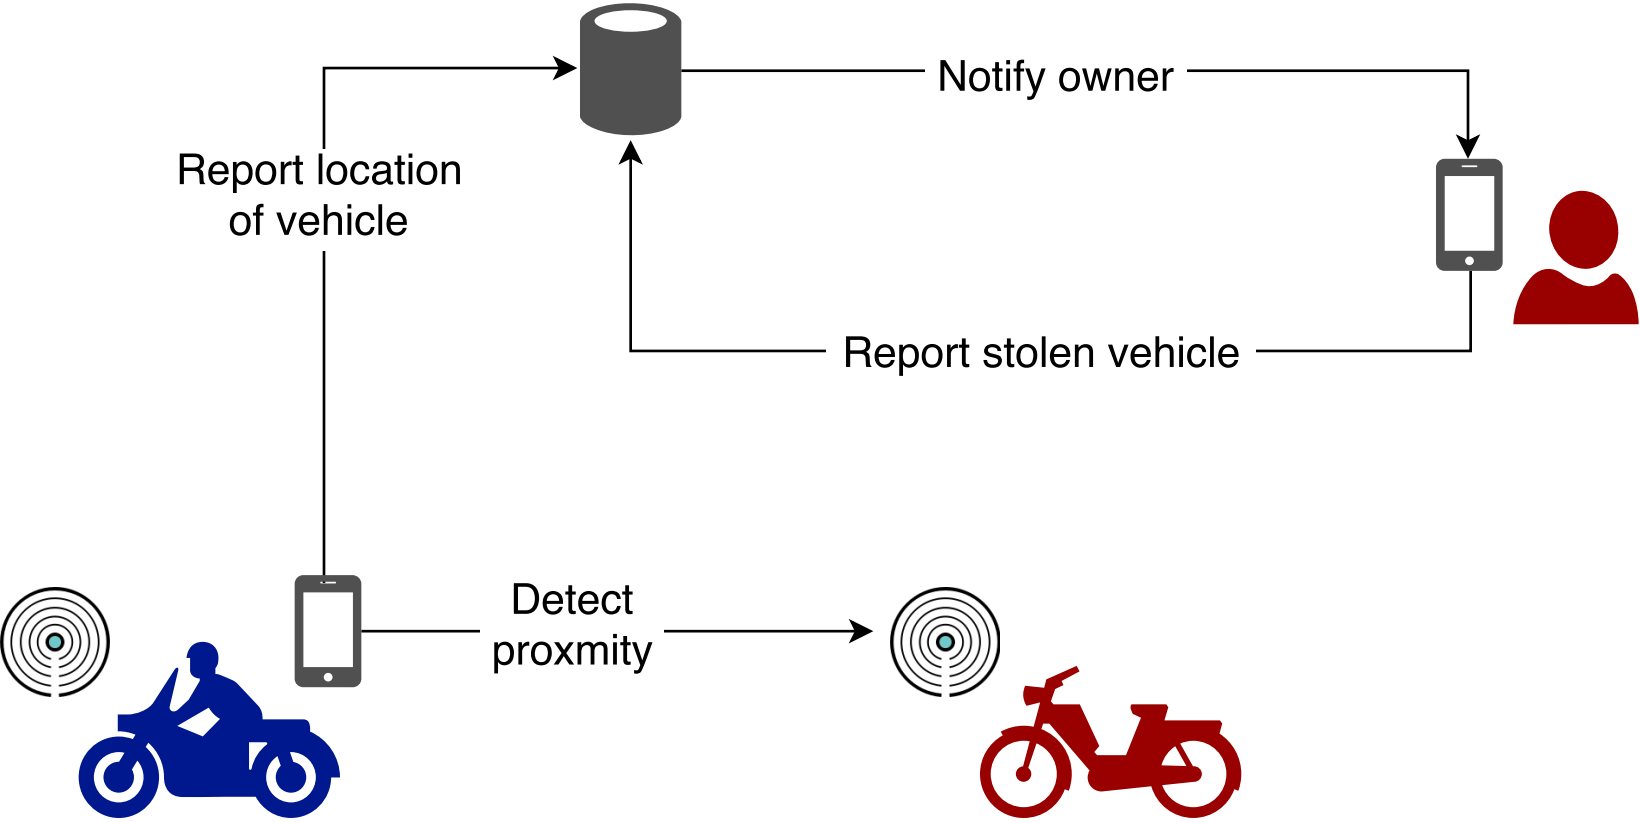 Notify owner
Report location
of vehicle
Report stolen vehicle
Detect
proxmity